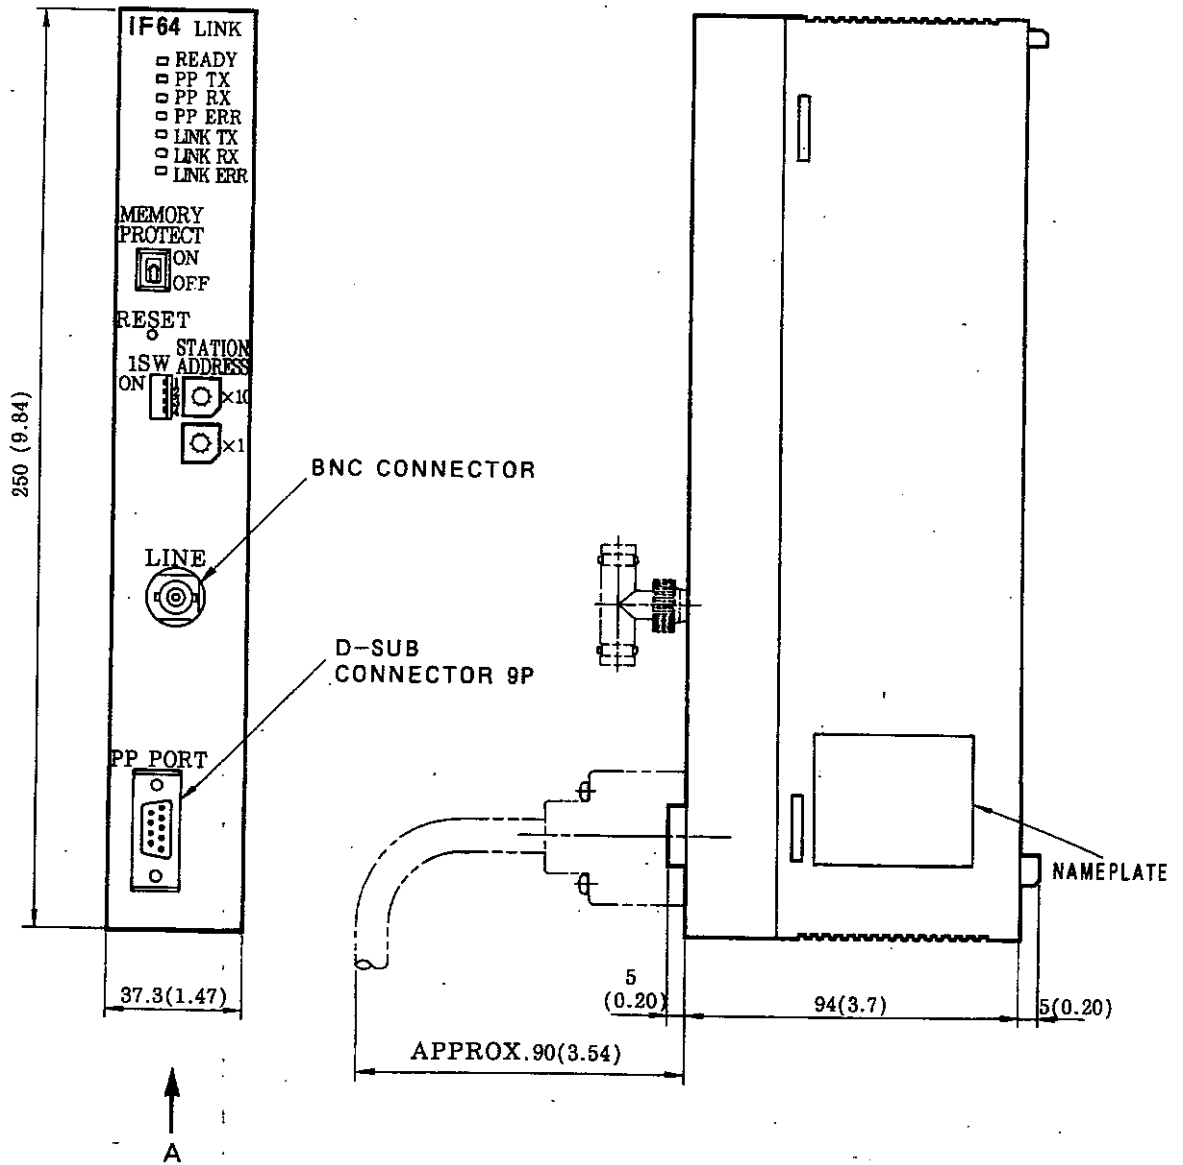 IF64 LINK
READY
PP TX
PP RX
PP ERR
LINK TX
LINK RX
LINK ERR
MEMORY
PROTECT
ON
OFF
RESET
STATION
ADDRESS
1SW
ON
×10
×1
250 (9.84)
BNC CONNECTOR
LINE
D-SUB
CONNECTOR 9P
PP PORT
NAMEPLATE
37.3(1.47)
5
(0.20)
94(3.7)
5(0.20)
APPROX.90(3.54)
A